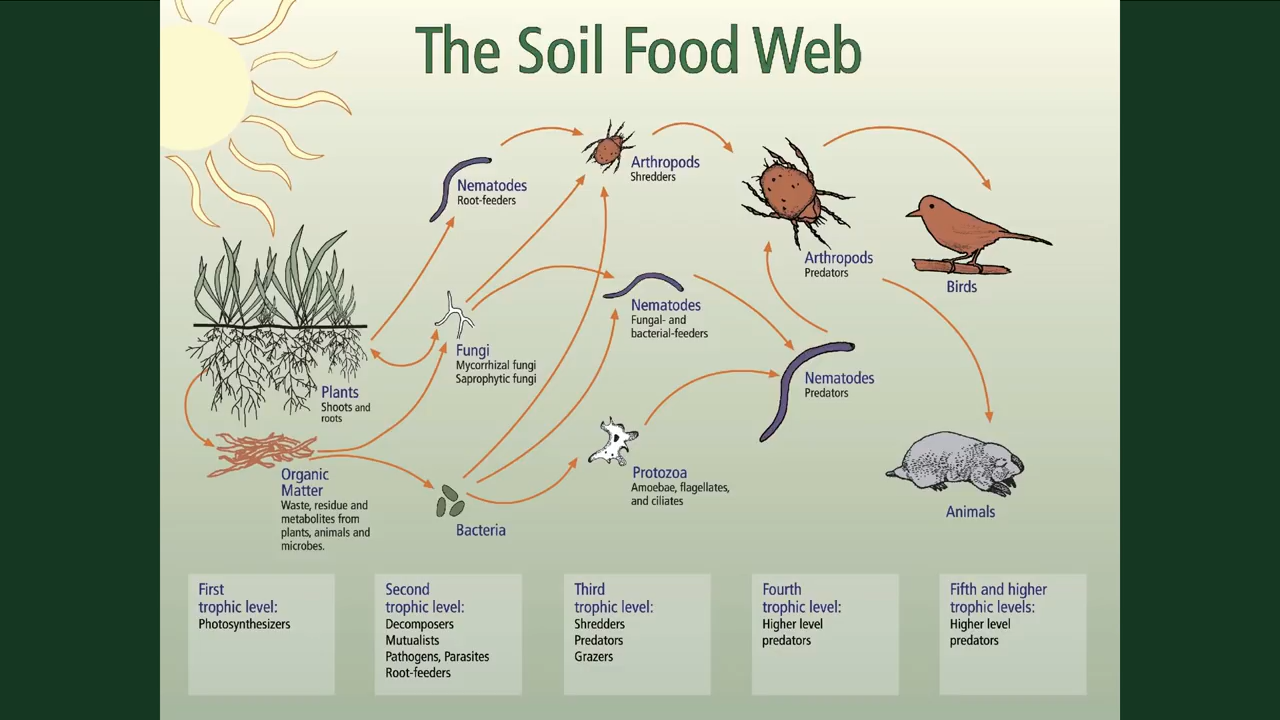 The Soil Food Web
Arthropods
Shredders
Nematodes
Root-feeders
Arthropods
Predators
Birds
Nematodes
Fungal- and
bacterial-feeders
Fungi
Mycorrhizal fungi
Saprophytic fungi
Nematodes
Predators
Plants
Shoots and
roots
Organic
Matter
Waste, residue and
metabolites from
plants, animals and
microbes.
Bacteria
Protozoa
Amoebae, flagellates,
and ciliates
Animals
First
trophic level:
Photosynthesizers
Second
trophic level:
Decomposers
Mutualists
Pathogens, Parasites
Root-feeders
Third
trophic level:
Shredders
Predators
Grazers
Fourth
trophic level:
Higher level
predators
Fifth and higher
trophic levels:
Higher level
predators